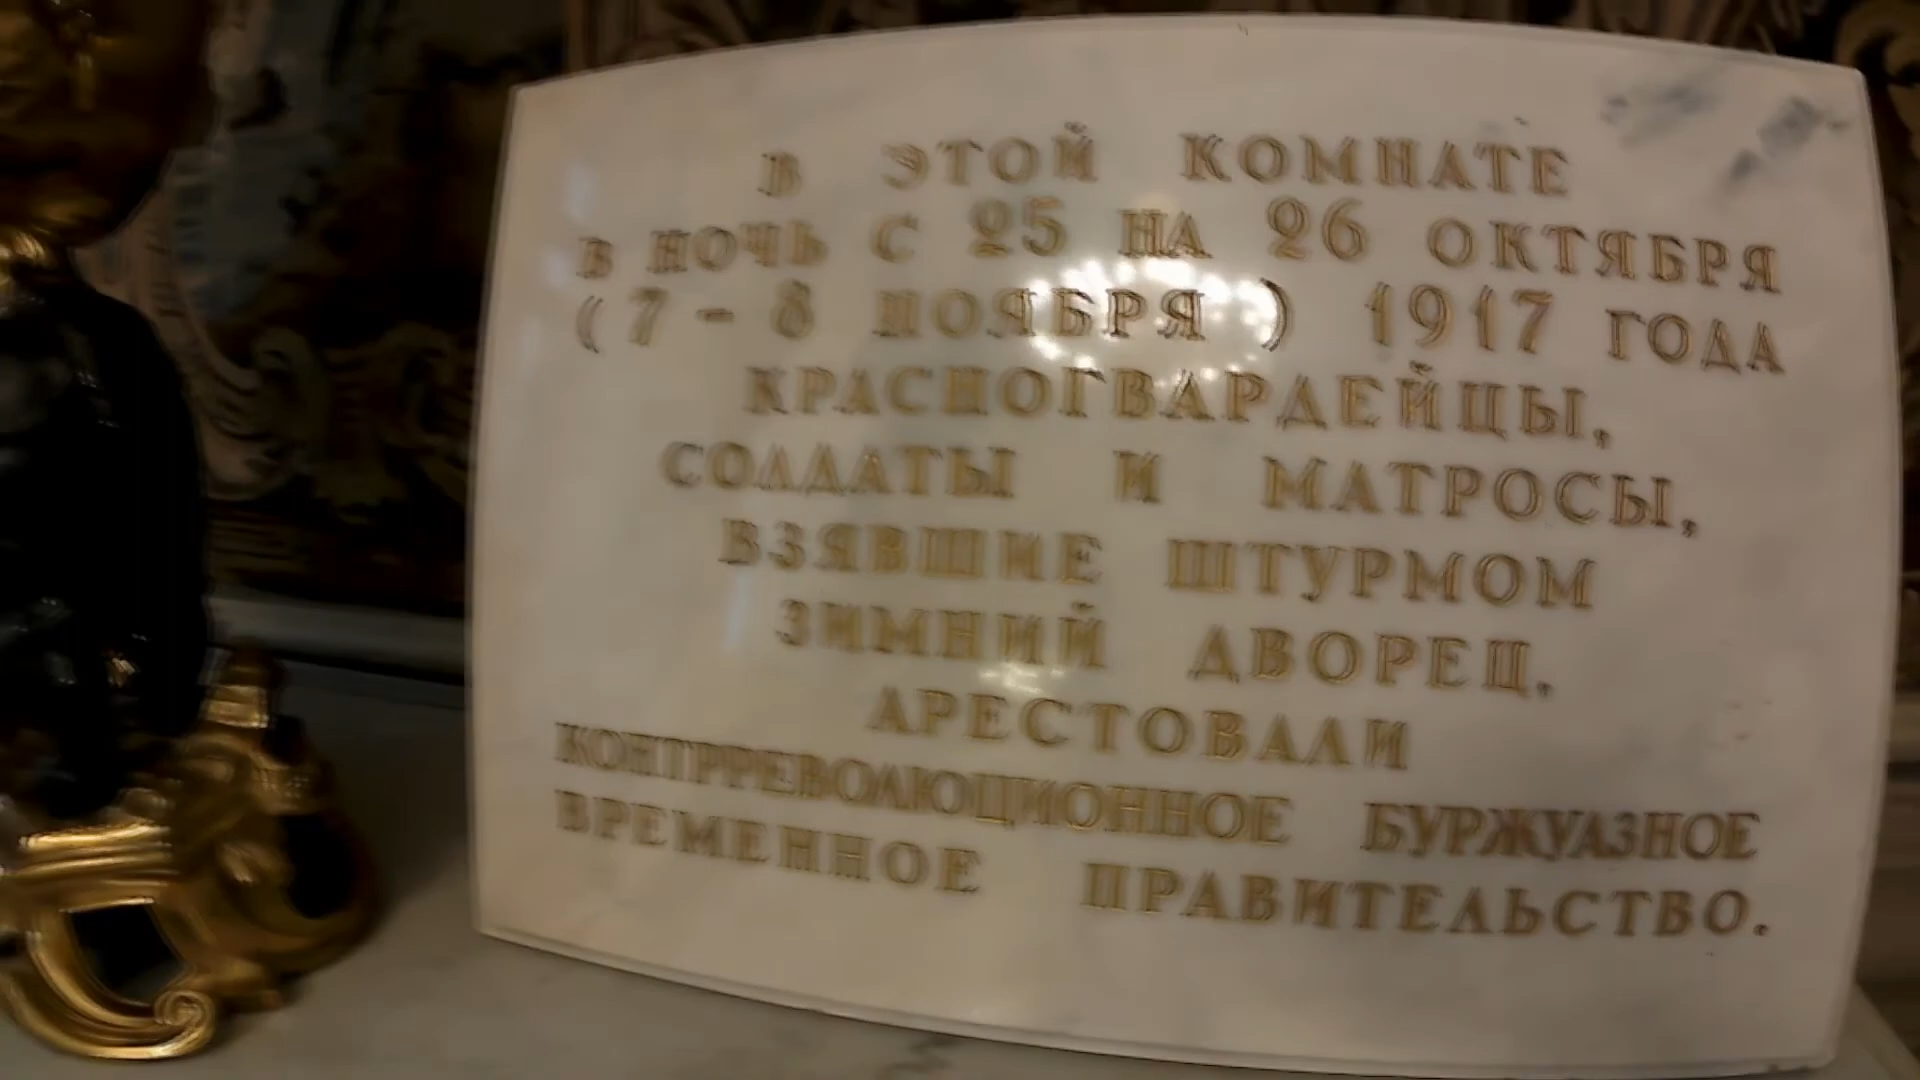 В ЭТОЙ КОМНАТЕ
В НОЧЬ С 25 НА 26 ОКТЯБРЯ
(7-8 НОЯБРЯ) 1917 ГОДА
КРАСНОГВАРДЕЙЦЫ,
СОЛДАТЫ И МАТРОСЫ,
ВЗЯВШИЕ ШТУРМОМ
ЗИМНИЙ ДВОРЕЦ,
АРЕСТОВАЛИ
КОНТРРЕВОЛЮЦИОННОЕ БУРЖУАЗНОЕ
ВРЕМЕННОЕ ПРАВИТЕЛЬСТВО.